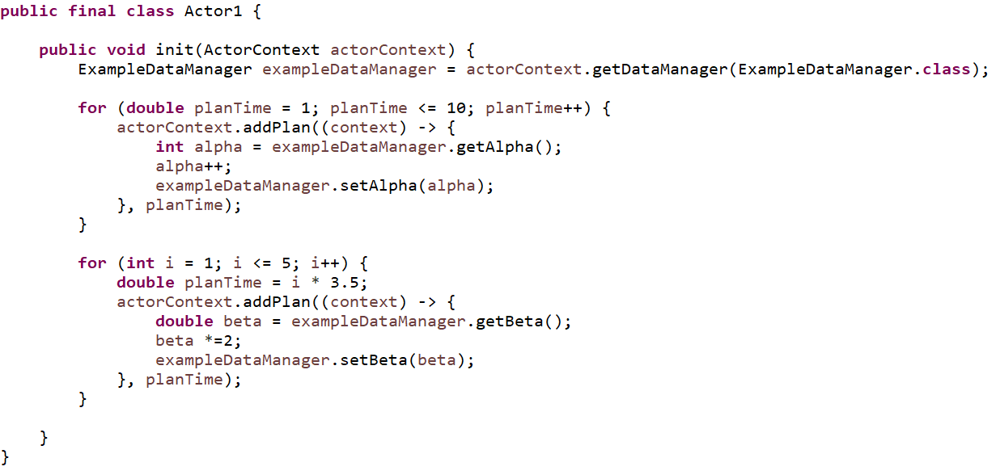 public final class Actor1 {
    public void init(ActorContext actorContext) {
        ExampleDataManager exampleDataManager = actorContext.getDataManager(ExampleDataManager.class);
        for (double planTime = 1; planTime <= 10; planTime++) {
            actorContext.addPlan((context) -> {
                int alpha = exampleDataManager.getAlpha();
                alpha++;
                exampleDataManager.setAlpha(alpha);
            }, planTime);
        }
        for (int i = 1; i <= 5; i++) {
            double planTime = i * 3.5;
            actorContext.addPlan((context) -> {
                double beta = exampleDataManager.getBeta();
                beta *=2;
                exampleDataManager.setBeta(beta);
            }, planTime);
        }
    }
}